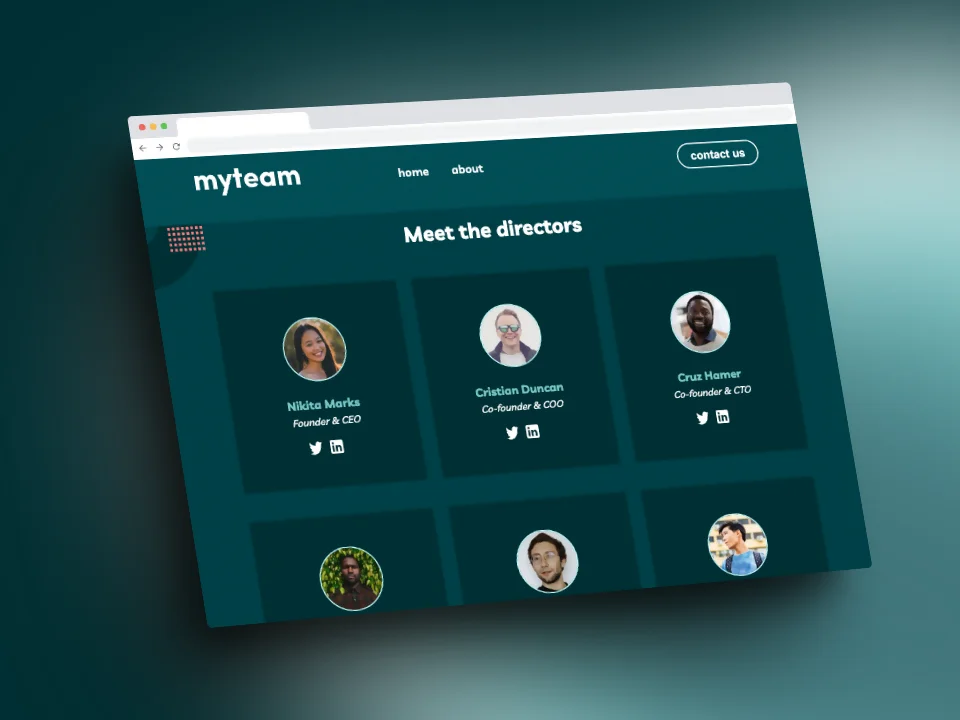 myteam
home
about
contact us
Meet the directors
Nikita Marks
Founder & CEO
Cristian Duncan
Co-founder & COO
Cruz Hamer
Co-founder & CTO